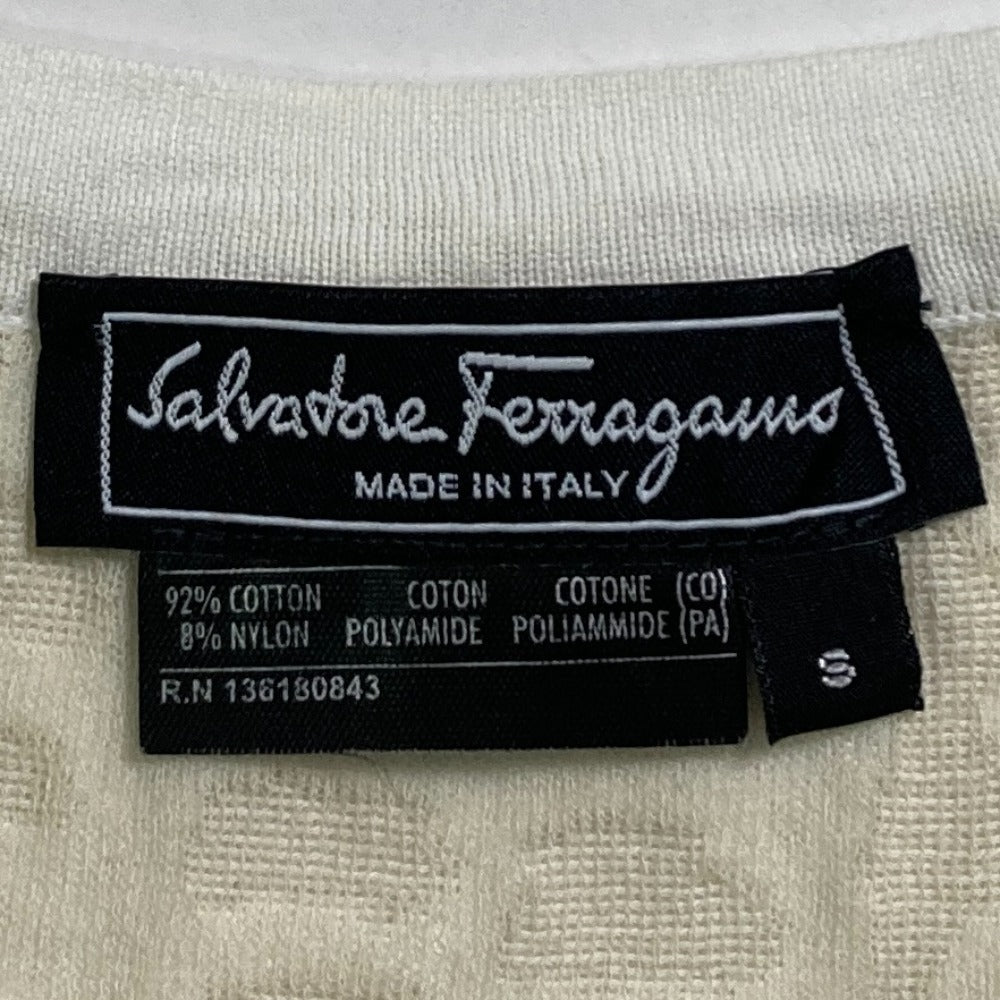 Salvatore Ferragamo
MADE IN ITALY
92% COTTON COTON COTONE (CO)
8% NYLON POLYAMIDE POLIAMMIDE (PA)
R.N 136180843
S